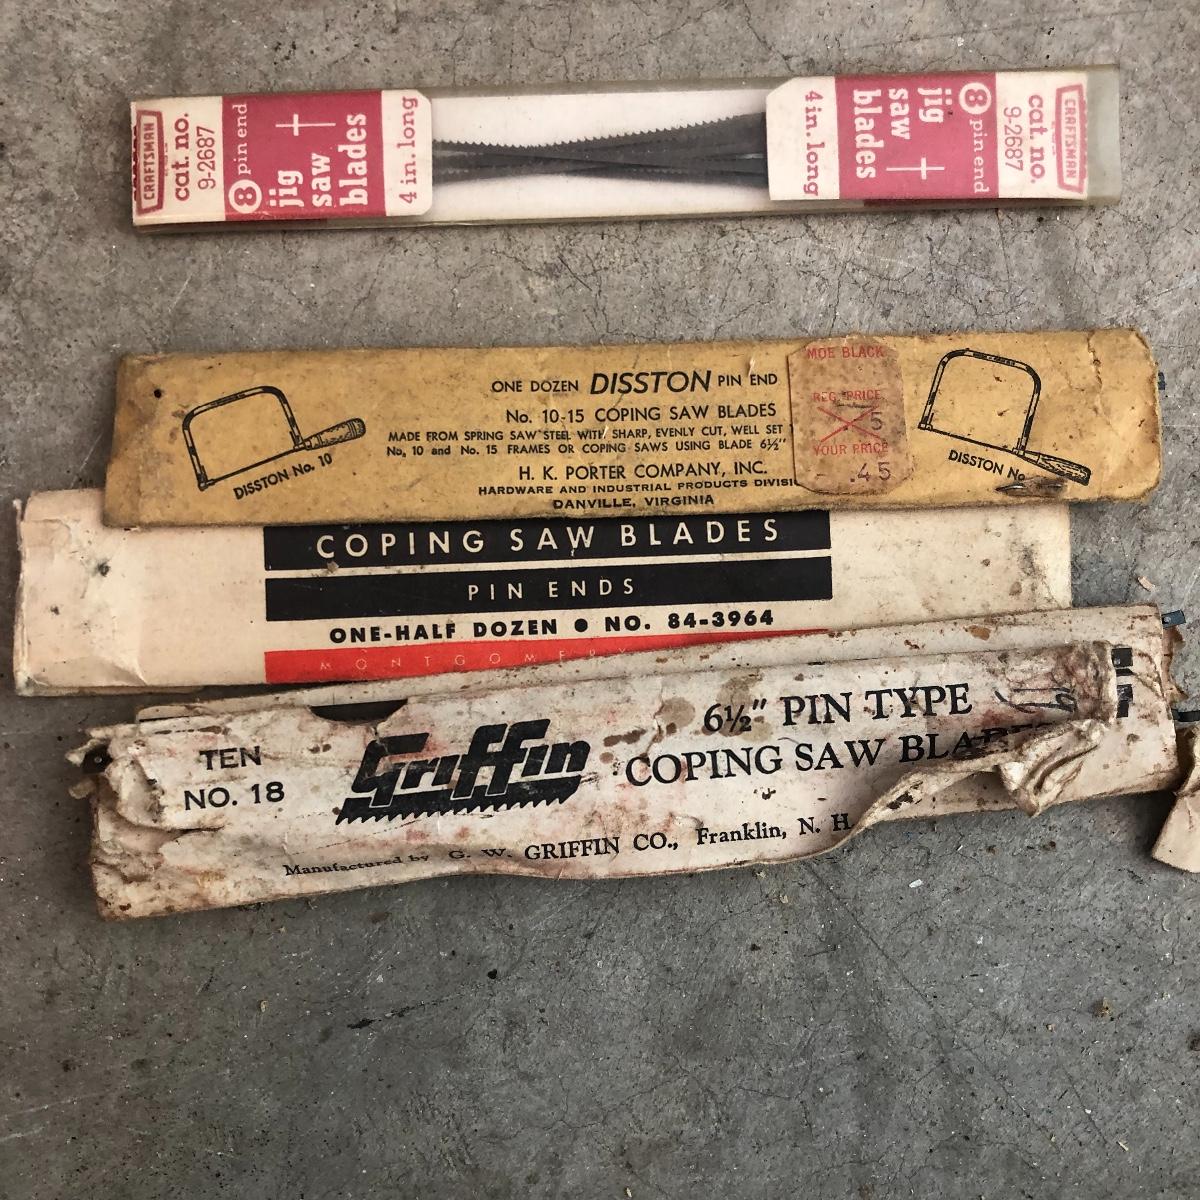 CRAFTSMAN
cat. no.
9-2687
8 pin end
jig
saw
blades
4 in. long
4 in. long
8 pin end
jig
saw
blades
cat. no.
9-2687
CRAFTSMAN
ONE DOZEN DISSTON PIN END
No. 10-15 COPING SAW BLADES
MADE FROM SPRING SAW STEEL WITH SHARP, EVENLY CUT, WELL SET
No. 10 and No. 15 FRAMES OR COPING SAWS USING BLADE 6½"
H. K. PORTER COMPANY, INC.
HARDWARE AND INDUSTRIAL PRODUCTS DIVISI
DANVILLE, VIRGINIA
DISSTON No. 10
MOE BLACK
REG. PRICE
5
YOUR PRICE
.45
DISSTON No
COPING SAW BLADES
PIN ENDS
ONE-HALF DOZEN ● NO. 84-3964
MONTGOMERY
TEN
NO. 18
Griffin
6½" PIN TYPE
COPING SAW BLADES
Manufactured by G. W. GRIFFIN CO., Franklin, N. H.